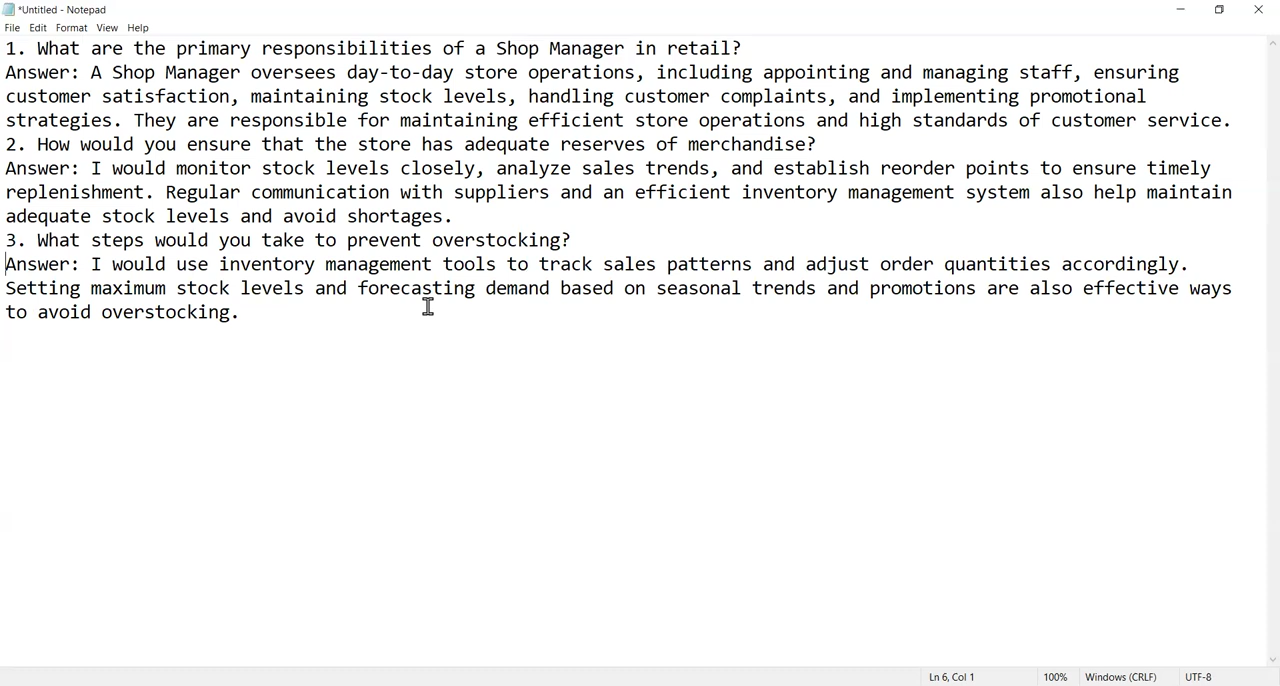 *Untitled - Notepad
File Edit Format View Help
1. What are the primary responsibilities of a Shop Manager in retail?
Answer: A Shop Manager oversees day-to-day store operations, including appointing and managing staff, ensuring
customer satisfaction, maintaining stock levels, handling customer complaints, and implementing promotional
strategies. They are responsible for maintaining efficient store operations and high standards of customer service.
2. How would you ensure that the store has adequate reserves of merchandise?
Answer: I would monitor stock levels closely, analyze sales trends, and establish reorder points to ensure timely
replenishment. Regular communication with suppliers and an efficient inventory management system also help maintain
adequate stock levels and avoid shortages.
3. What steps would you take to prevent overstocking?
Answer: I would use inventory management tools to track sales patterns and adjust order quantities accordingly.
Setting maximum stock levels and forecasting demand based on seasonal trends and promotions are also effective ways
to avoid overstocking.
Ln 6, Col 1 100% Windows (CRLF) UTF-8